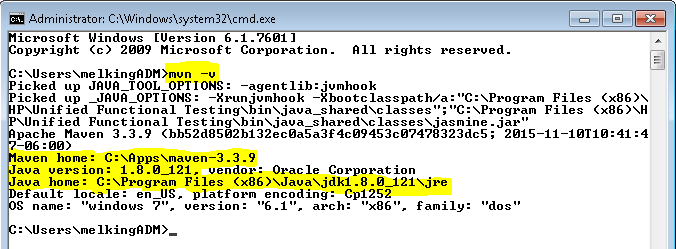 Administrator: C:\Windows\system32\cmd.exe
Microsoft Windows [Version 6.1.7601]
Copyright (c) 2009 Microsoft Corporation.  All rights reserved.
C:\Users\melkingADM>mvn -v
Picked up JAVA_TOOL_OPTIONS: -agentlib:jvmhook
Picked up _JAVA_OPTIONS: -Xrunjvmhook -Xbootclasspath/a:"C:\Program Files (x86)\
HP\Unified Functional Testing\bin\java_shared\classes";"C:\Program Files (x86)\H
P\Unified Functional Testing\bin\java_shared\classes\jasmine.jar"
Apache Maven 3.3.9 (bb52d8502b132ec0a5a3f4c09453c07478323dc5; 2015-11-10T10:41:4
7-06:00)
Maven home: C:\Apps\maven-3.3.9
Java version: 1.8.0_121, vendor: Oracle Corporation
Java home: C:\Program Files (x86)\Java\jdk1.8.0_121\jre
Default locale: en_US, platform encoding: Cp1252
OS name: "windows 7", version: "6.1", arch: "x86", family: "dos"
C:\Users\melkingADM>_